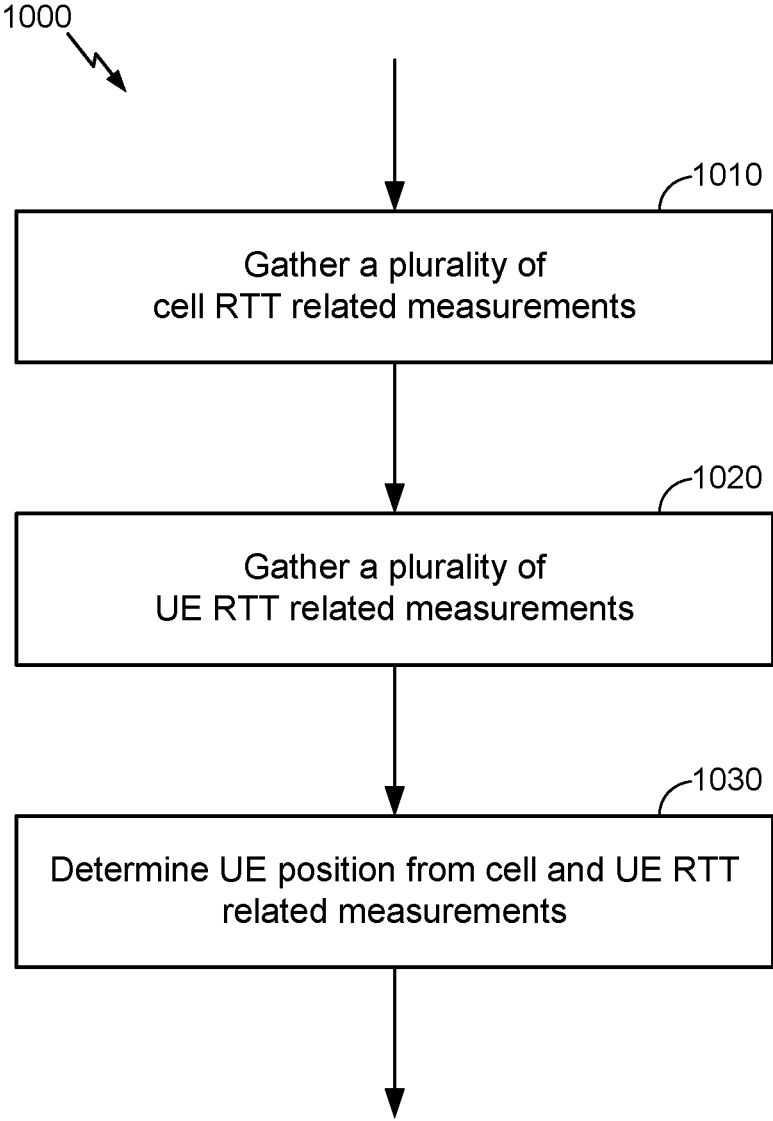 1000
1010
Gather a plurality of
cell RTT related measurements
1020
Gather a plurality of
UE RTT related measurements
1030
Determine UE position from cell and UE RTT
related measurements